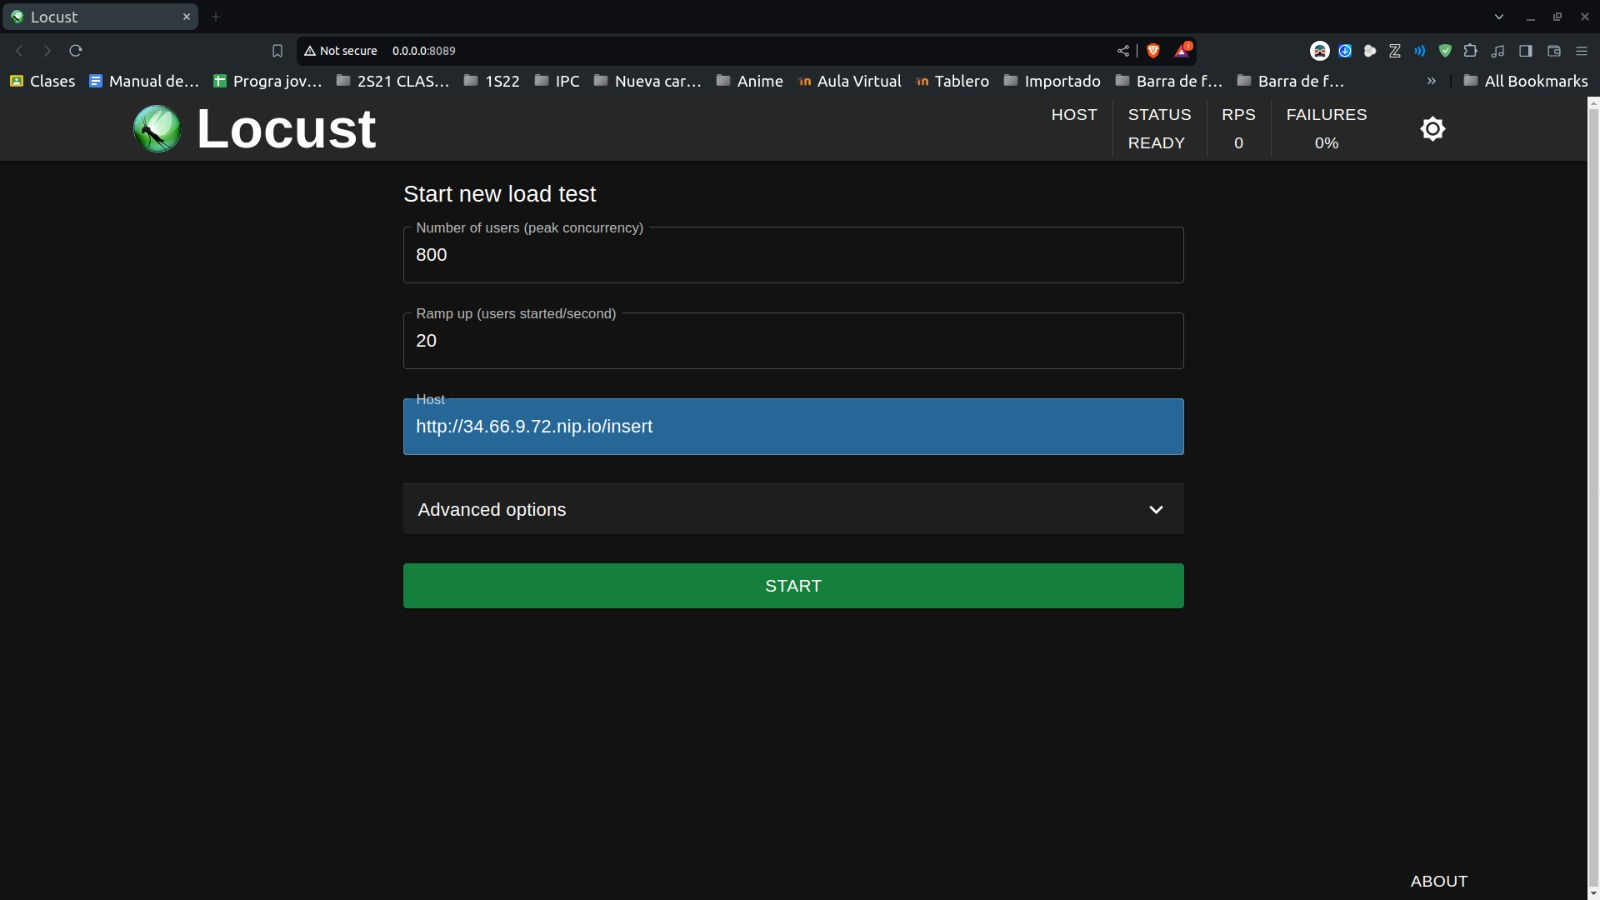 Locust
Not secure 0.0.0.0:8089
Clases Manual de... Progra jov... 2S21 CLAS... 1S22 IPC Nueva car... Anime Aula Virtual Tablero Importado Barra de f... Barra de f... » All Bookmarks
Locust
HOST STATUS RPS FAILURES
READY 0 0%
Start new load test
Number of users (peak concurrency)
800
Ramp up (users started/second)
20
Host
http://34.66.9.72.nip.io/insert
Advanced options
START
ABOUT